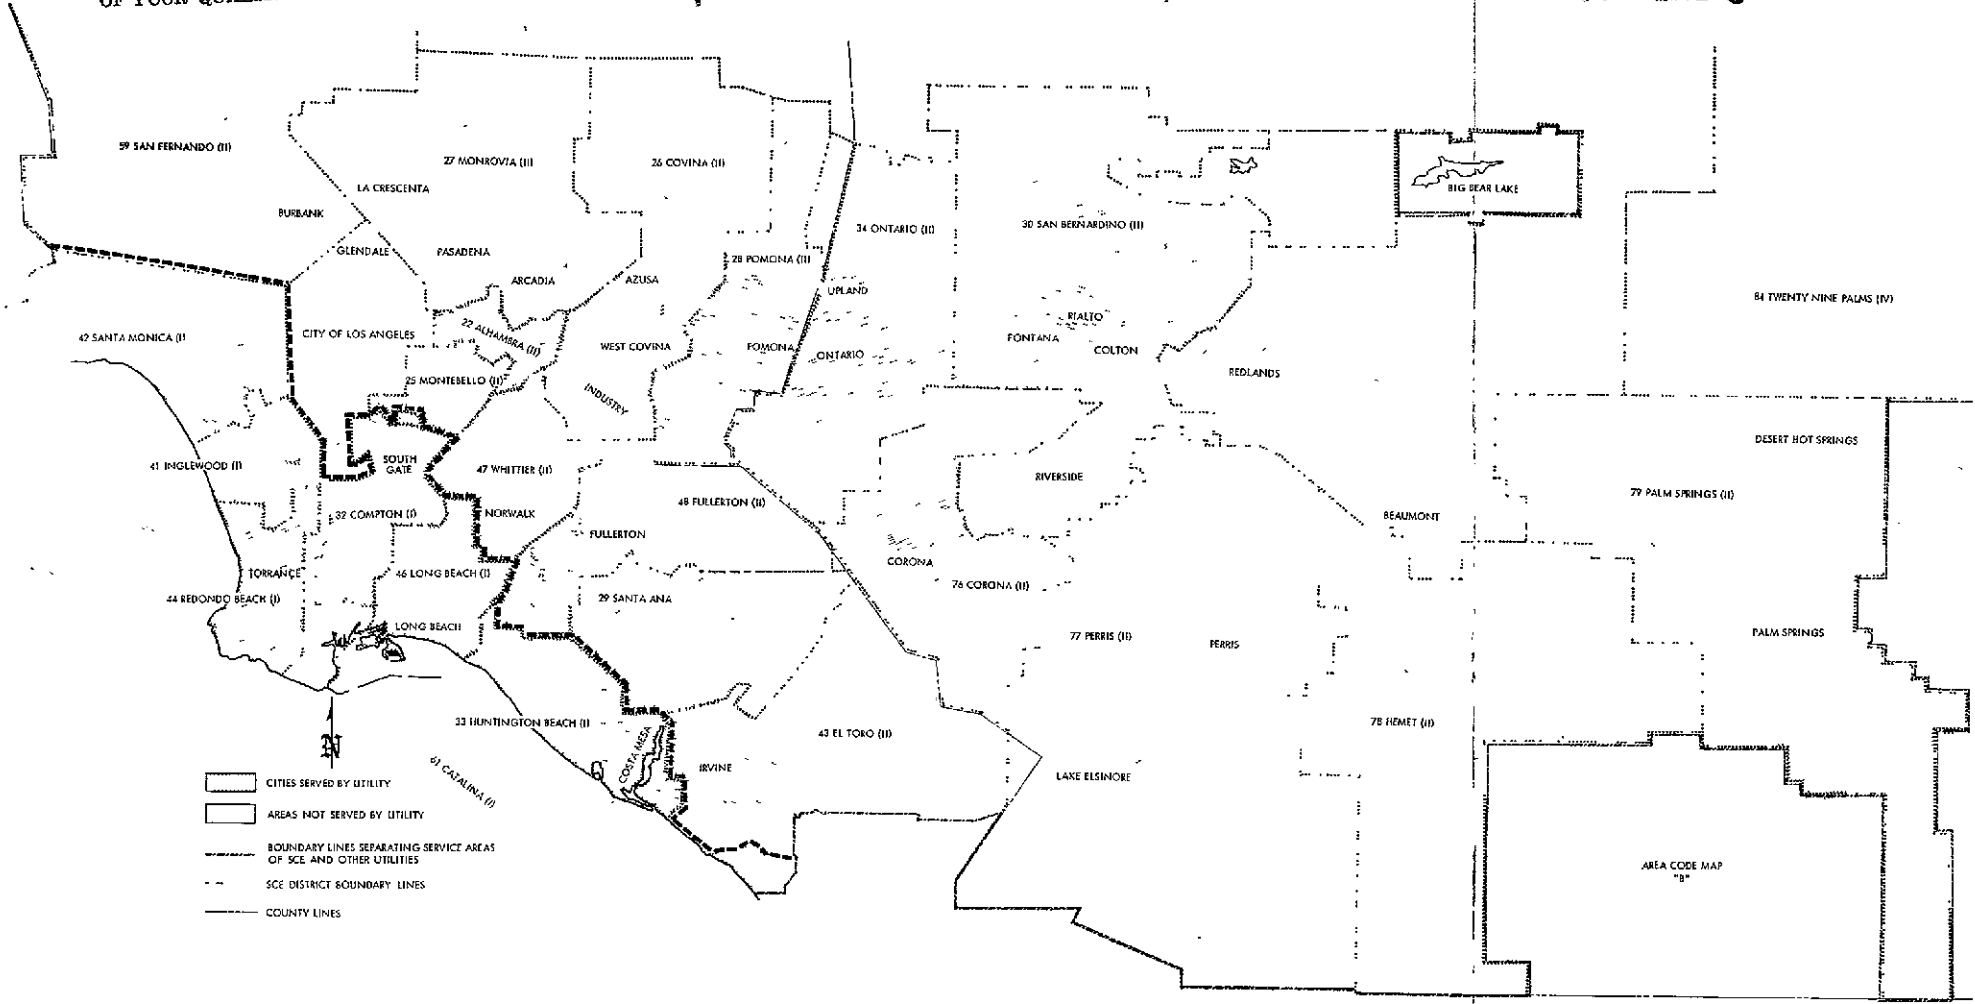 OF POOR
59 SAN FERNANDO (II)
27 MONROVIA (III)
26 COVINA (II)
LA CRESCENTA
BURBANK
BIG BEAR LAKE
34 ONTARIO (II)
30 SAN BERNARDINO (III)
GLENDALE
PASADENA
ARCADIA
AZUSA
28 POMONA (II)
UPLAND
84 TWENTY NINE PALMS (IV)
42 SANTA MONICA (I)
CITY OF LOS ANGELES
22 ALHAMBRA (II)
WEST COVINA
POMONA
ONTARIO
RIALTO
FONTANA
COLTON
REDLANDS
25 MONTEBELLO (II)
INDUSTRY
DESERT HOT SPRINGS
41 INGLEWOOD (I)
SOUTH
GATE
47 WHITTIER (II)
RIVERSIDE
79 PALM SPRINGS (II)
48 FULLERTON (II)
32 COMPTON (I)
NORWALK
BEAUMONT
FULLERTON
CORONA
TORRANCE
46 LONG BEACH (I)
76 CORONA (II)
44 REDONDO BEACH (I)
29 SANTA ANA
LONG BEACH
77 PERRIS (II)
PERRIS
PALM SPRINGS
33 HUNTINGTON BEACH (I)
43 EL TORO (II)
78 HEMET (II)
N
COSTA MESA
61 CATALINA (I)
IRVINE
LAKE ELSINORE
CITIES SERVED BY UTILITY
AREAS NOT SERVED BY UTILITY
BOUNDARY LINES SEPARATING SERVICE AREAS
OF SCE AND OTHER UTILITIES
SCE DISTRICT BOUNDARY LINES
COUNTY LINES
AREA CODE MAP
"B"